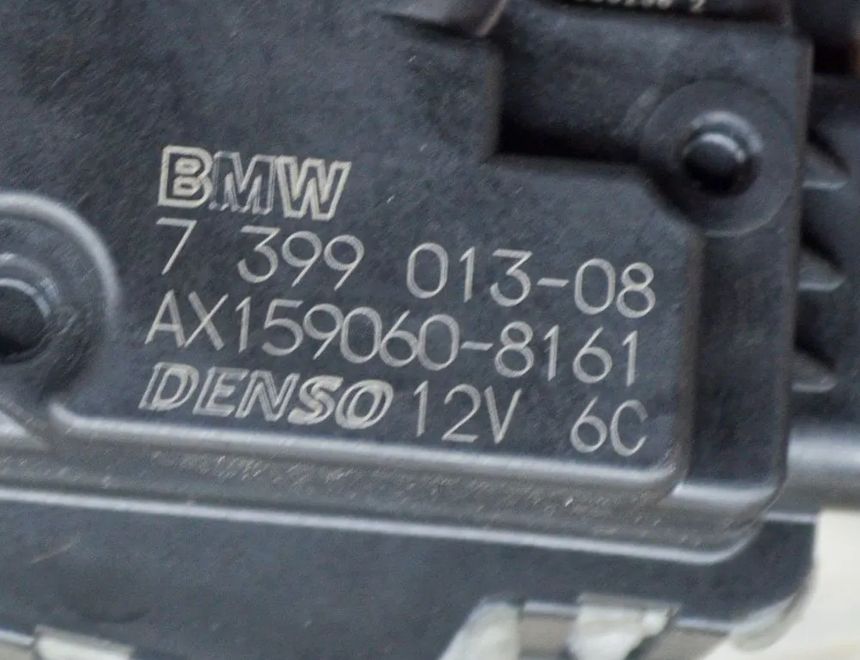 BMW
7 399 013-08
AX159060-8161
DENSO 12V 6C